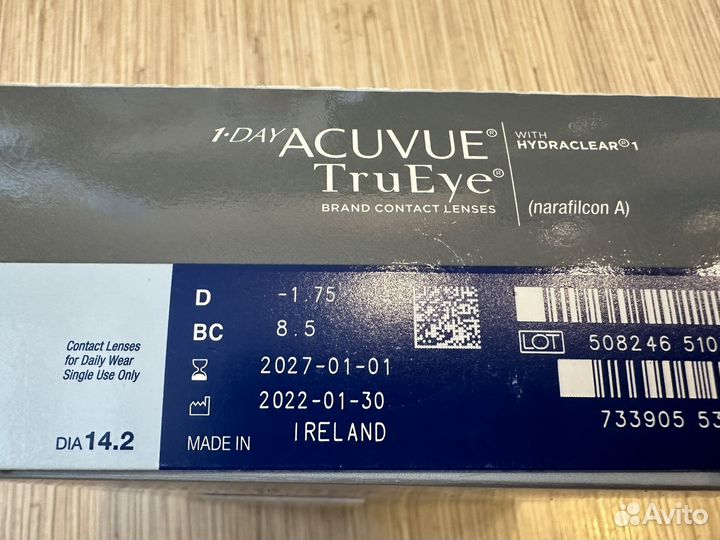 1·DAY ACUVUE® WITH HYDRACLEAR® 1
TruEye®
BRAND CONTACT LENSES (narafilcon A)
D -1.75
BC 8.5
2027-01-01
2022-01-30
MADE IN IRELAND
Contact Lenses
for Daily Wear
Single Use Only
DIA 14.2
LOT 508246 510
733905 53
Avito